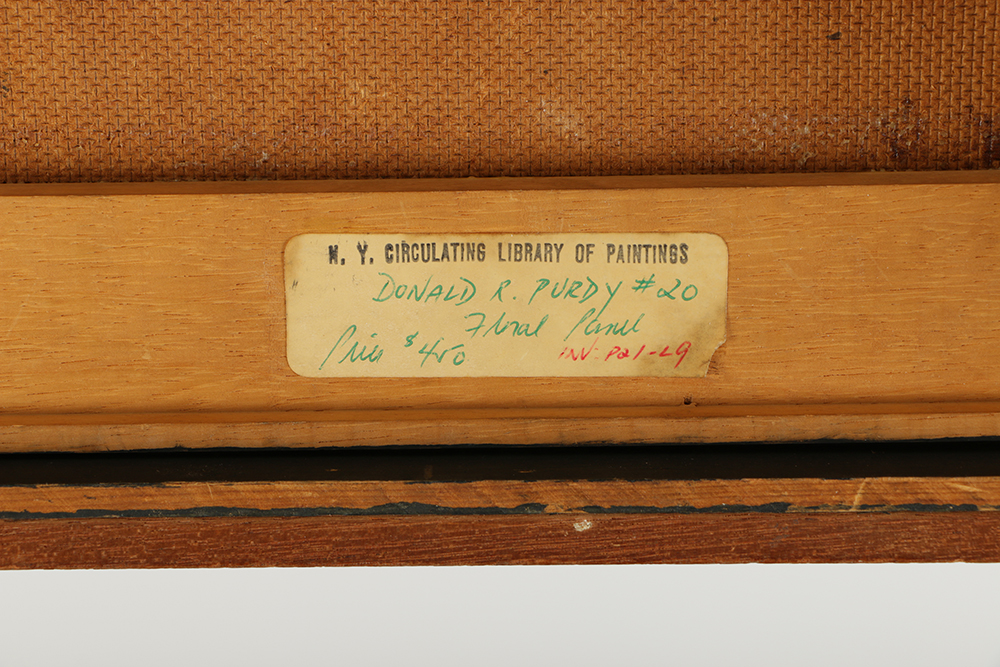 N. Y. CIRCULATING LIBRARY OF PAINTINGS
DONALD R. PURDY #20
Floral Panel
Price $450 INV: P21-L9